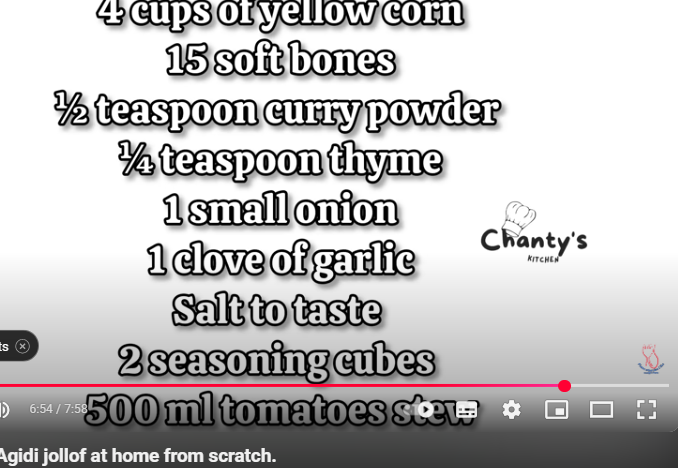 4 cups of yellow corn
15 soft bones
½ teaspoon curry powder
¼ teaspoon thyme
1 small onion
Chanty's
KITCHEN
1 clove of garlic
Salt to taste
ts
2 seasoning cubes
6:54 / 7:58
500 ml tomatoes stew
Agidi jollof at home from scratch.